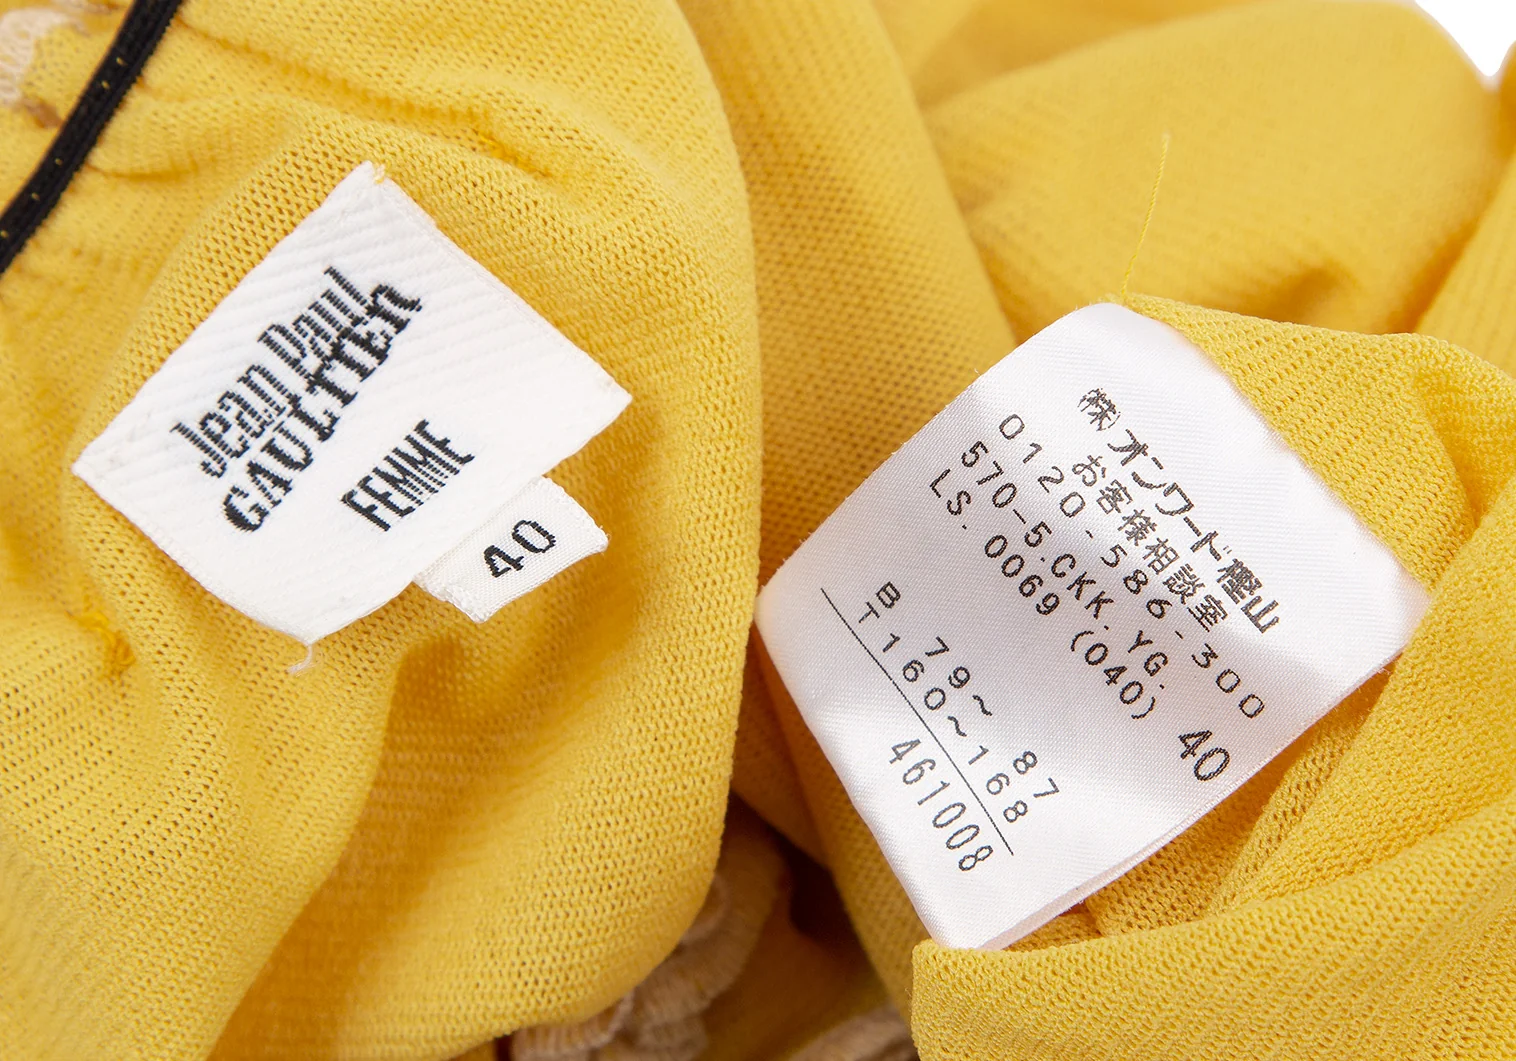 Jean Paul
GAULTIER
FEMME
40
㈱オンワード樫山
お客様相談室
0120-586-300
570-5.CKK.YG. 40
LS.0069(040)
B 79~ 87
T160~168
461008